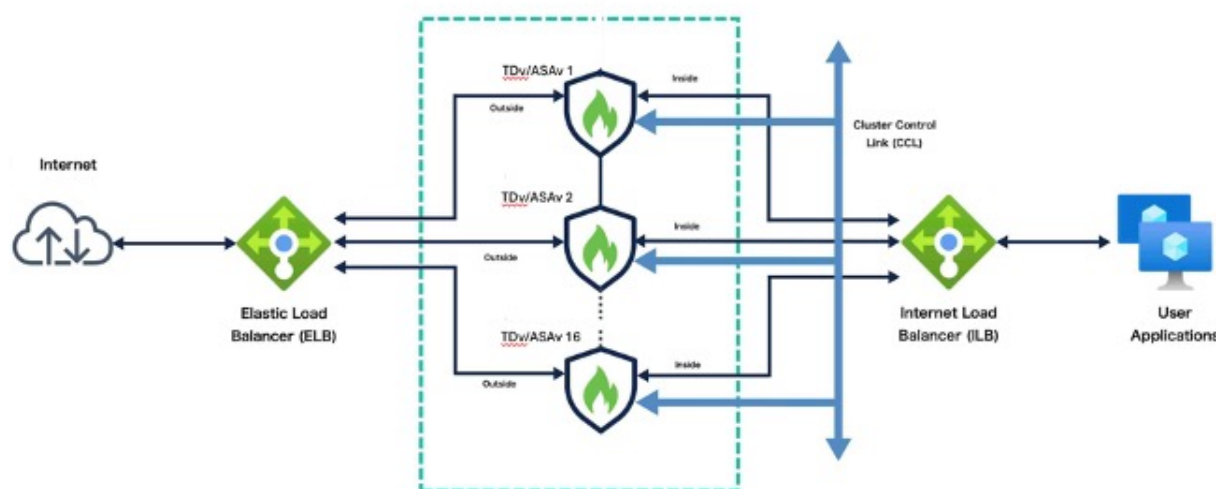 TDv/ASAv 1
Inside
Outside
Cluster Control
Link (CCL)
Internet
TDv/ASAv 2
Inside
Outside
Elastic Load
Balancer (ELB)
Internet Load
Balancer (ILB)
User
Applications
TDv/ASAv 16
Inside
Outside